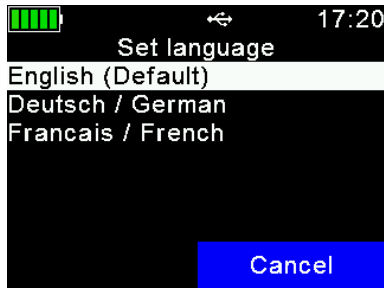 17:20
Set language
English (Default)
Deutsch / German
Francais / French
Cancel